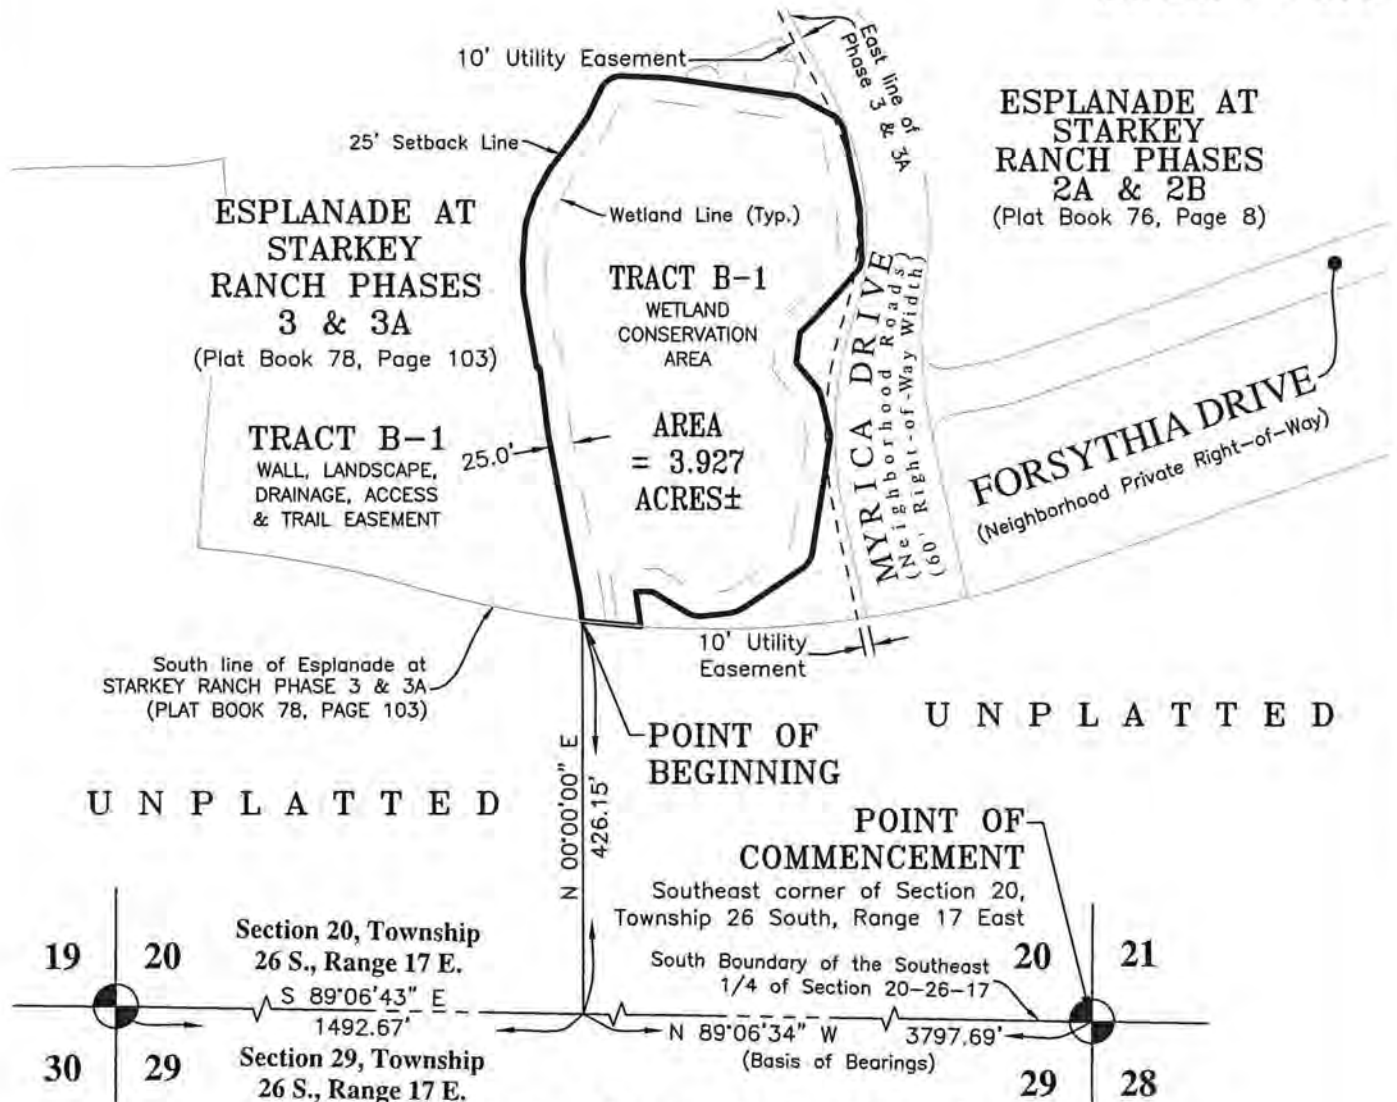 10' Utility Easement
East line of
Phase 3 & 3A
ESPLANADE AT
STARKEY
RANCH PHASES
2A & 2B
(Plat Book 76, Page 8)
25' Setback Line
Wetland Line (Typ.)
ESPLANADE AT
STARKEY
RANCH PHASES
3 & 3A
(Plat Book 78, Page 103)
TRACT B-1
WETLAND
CONSERVATION
AREA
AREA
= 3.927
ACRES±
TRACT B-1
WALL, LANDSCAPE,
DRAINAGE, ACCESS
& TRAIL EASEMENT
25.0'
MYRICA DRIVE
(Neighborhood Roads)
(60' Right-of-Way Width)
FORSYTHIA DRIVE
(Neighborhood Private Right-of-Way)
10' Utility
Easement
South line of Esplanade at
STARKEY RANCH PHASE 3 & 3A
(PLAT BOOK 78, PAGE 103)
UNPLATTED
POINT OF
BEGINNING
UNPLATTED
N 00°00'00" E
426.15'
POINT OF
COMMENCEMENT
Southeast corner of Section 20,
Township 26 South, Range 17 East
South Boundary of the Southeast
1/4 of Section 20-26-17
19
20
Section 20, Township
26 S., Range 17 E.
20
21
S 89°06'43" E
1492.67'
N 89°06'34" W
3797.69'
(Basis of Bearings)
30
29
Section 29, Township
26 S., Range 17 E.
29
28